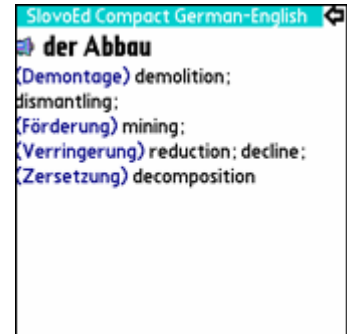 SlovoEd Compact German-English
der Abbau
(Demontage) demolition;
dismantling;
(Förderung) mining;
(Verringerung) reduction; decline;
(Zersetzung) decomposition